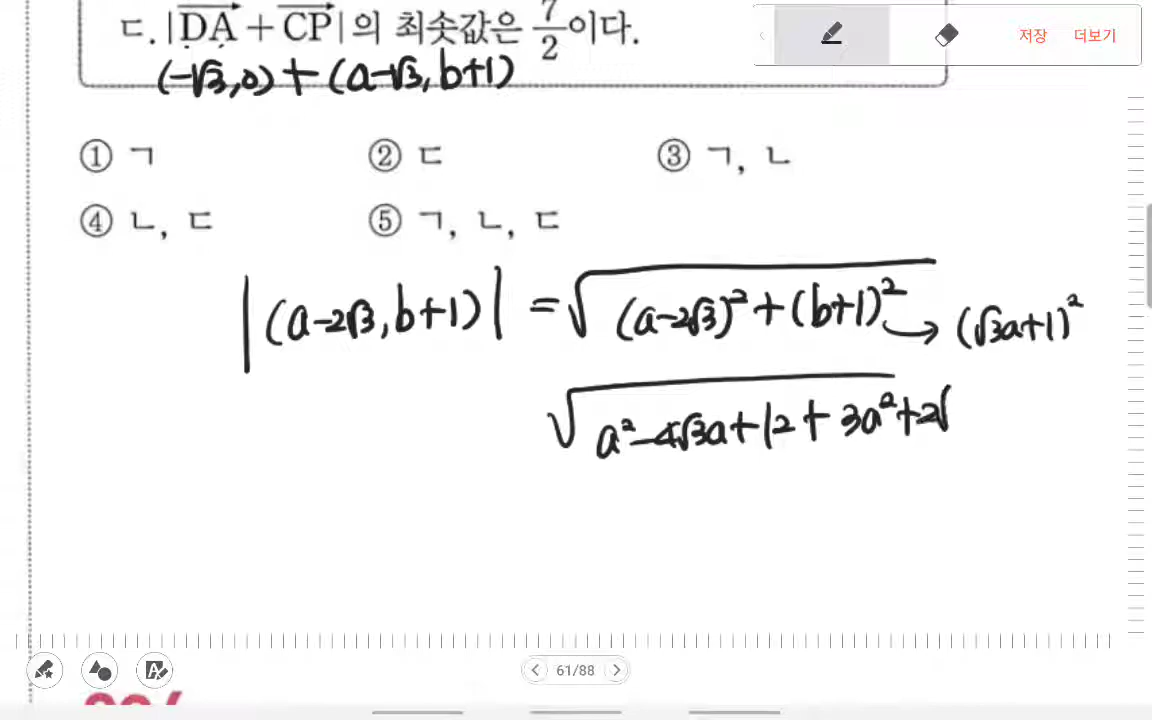 ㄷ. |DA + CP|의 최솟값은 7/2이다.
저장 더보기
(-√3,0)+(a-√3,b+1)
① ㄱ ② ㄷ ③ ㄱ, ㄴ
④ ㄴ, ㄷ ⑤ ㄱ, ㄴ, ㄷ
|(a-2√3,b+1)| = √(a-2√3)²+(b+1)² → (√3a+1)²
√a²-4√3a+12+3a²+2√
61/88